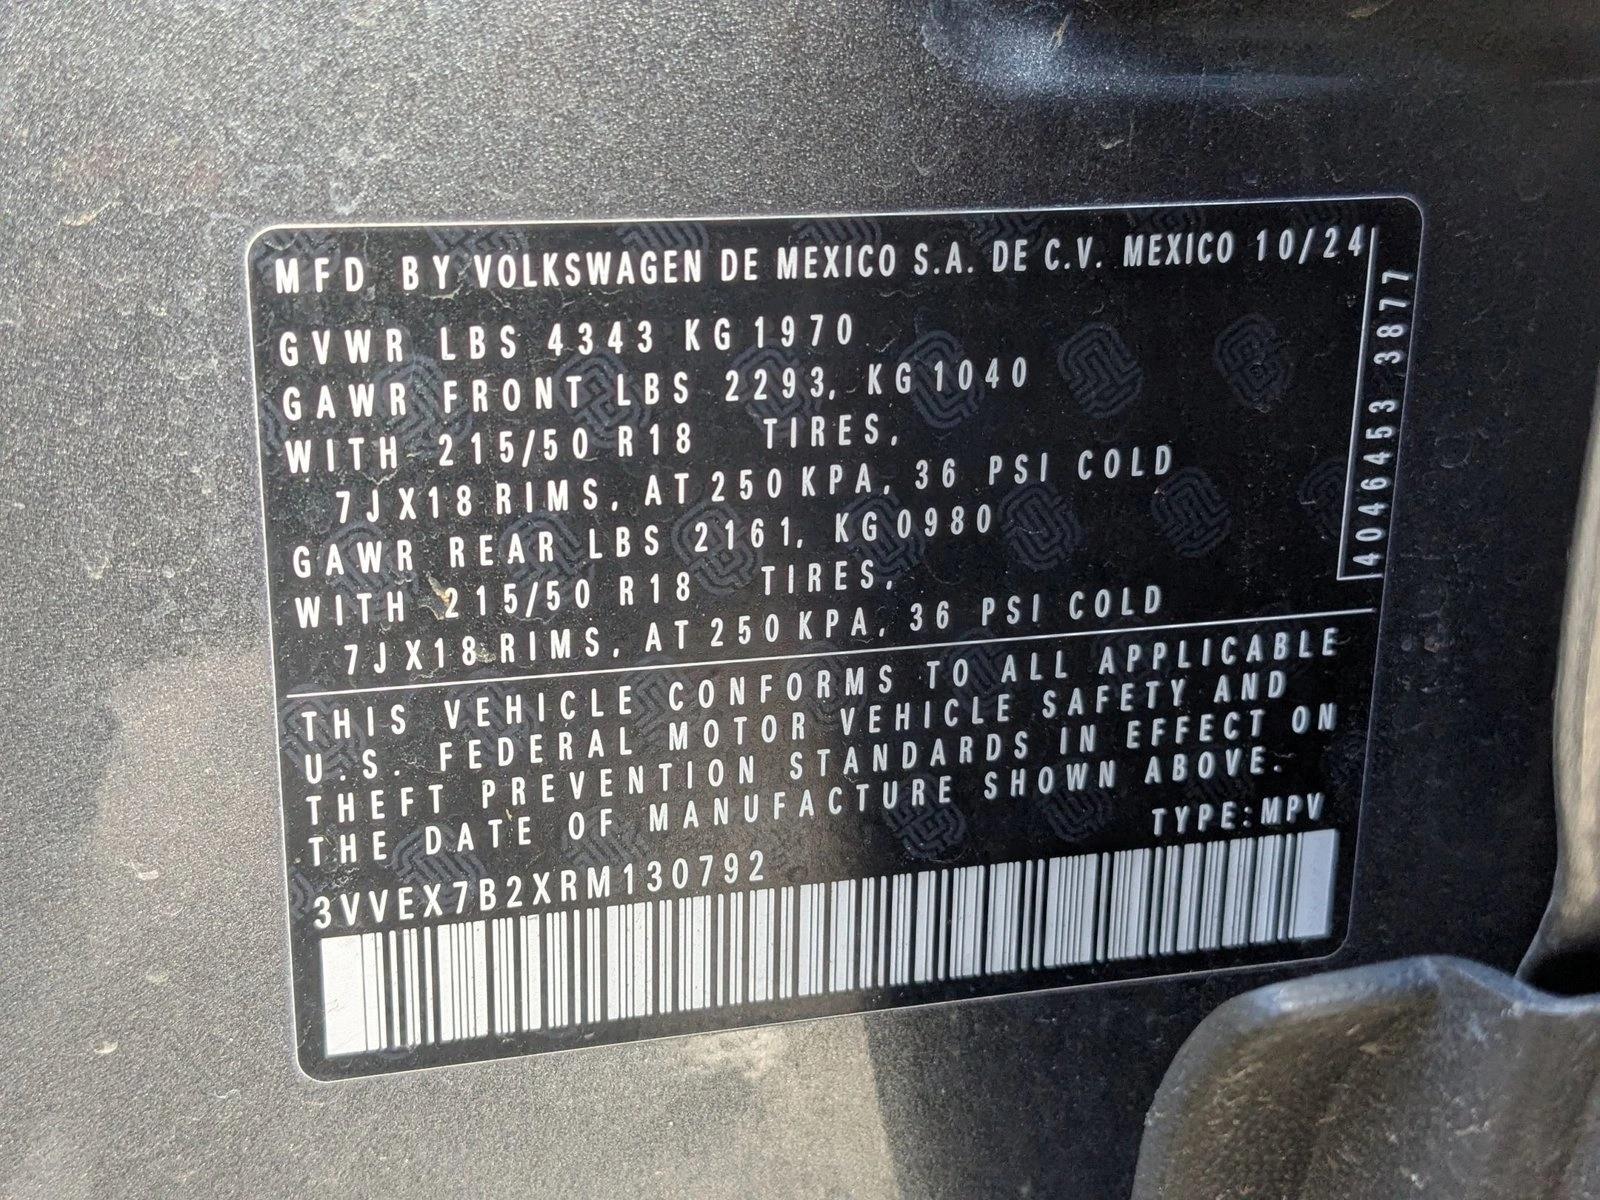 MFD BY VOLKSWAGEN DE MEXICO S.A. DE C.V. MEXICO 10/24
GVWR LBS 4343 KG 1970
GAWR FRONT LBS 2293, KG 1040
WITH 215/50 R18 TIRES,
7J X18 RIMS, AT 250 KPA, 36 PSI COLD
GAWR REAR LBS 2161, KG 0980
WITH 215/50 R18 TIRES,
7J X18 RIMS, AT 250 KPA, 36 PSI COLD
4046453 3877
THIS VEHICLE CONFORMS TO ALL APPLICABLE
U.S. FEDERAL MOTOR VEHICLE SAFETY AND
THEFT PREVENTION STANDARDS IN EFFECT ON
THE DATE OF MANUFACTURE SHOWN ABOVE.
TYPE: MPV
3VVEX7B2XRM130792